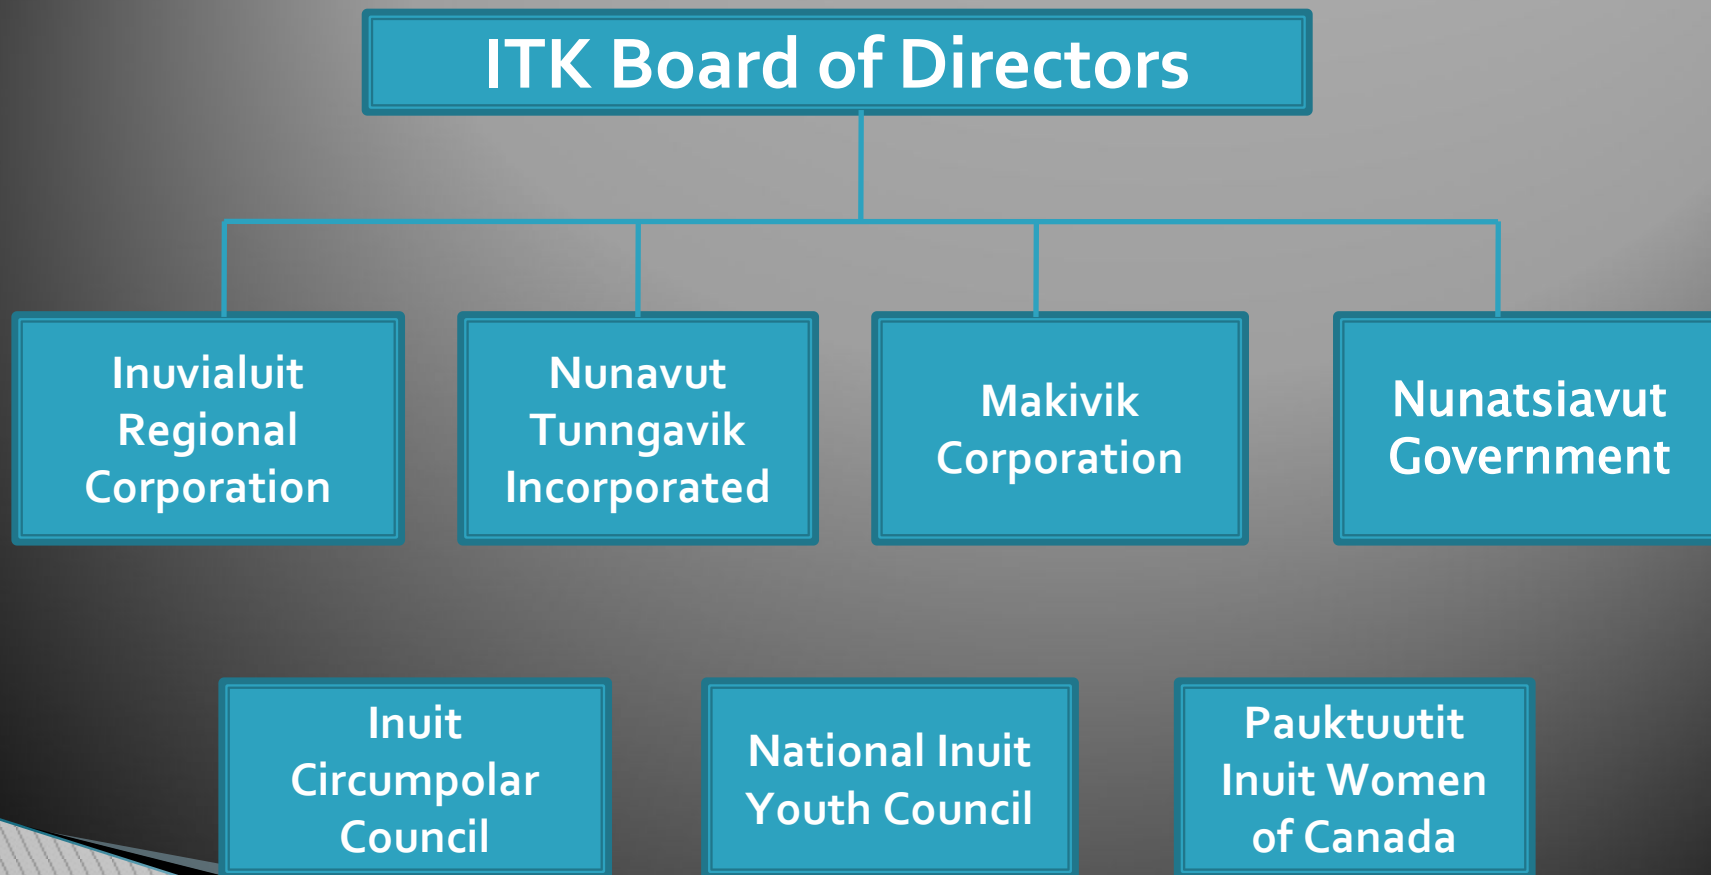 ITK Board of Directors
Inuvialuit
Regional
Corporation
Nunavut
Tunngavik
Incorporated
Makivik
Corporation
Nunatsiavut
Government
Inuit
Circumpolar
Council
National Inuit
Youth Council
Pauktuutit
Inuit Women
of Canada